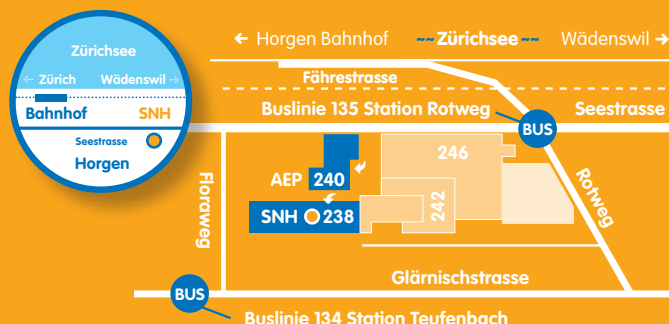 Zürichsee
← Zürich Wädenswil →
Bahnhof SNH
Seestrasse
Horgen
← Horgen Bahnhof ~~Zürichsee~~ Wädenswil →
Fährestrasse
Buslinie 135 Station Rotweg Seestrasse
BUS
Floraweg
AEP 240
246
242
SNH 238
Rotweg
Glärnischstrasse
BUS
Buslinie 134 Station Teufenbach